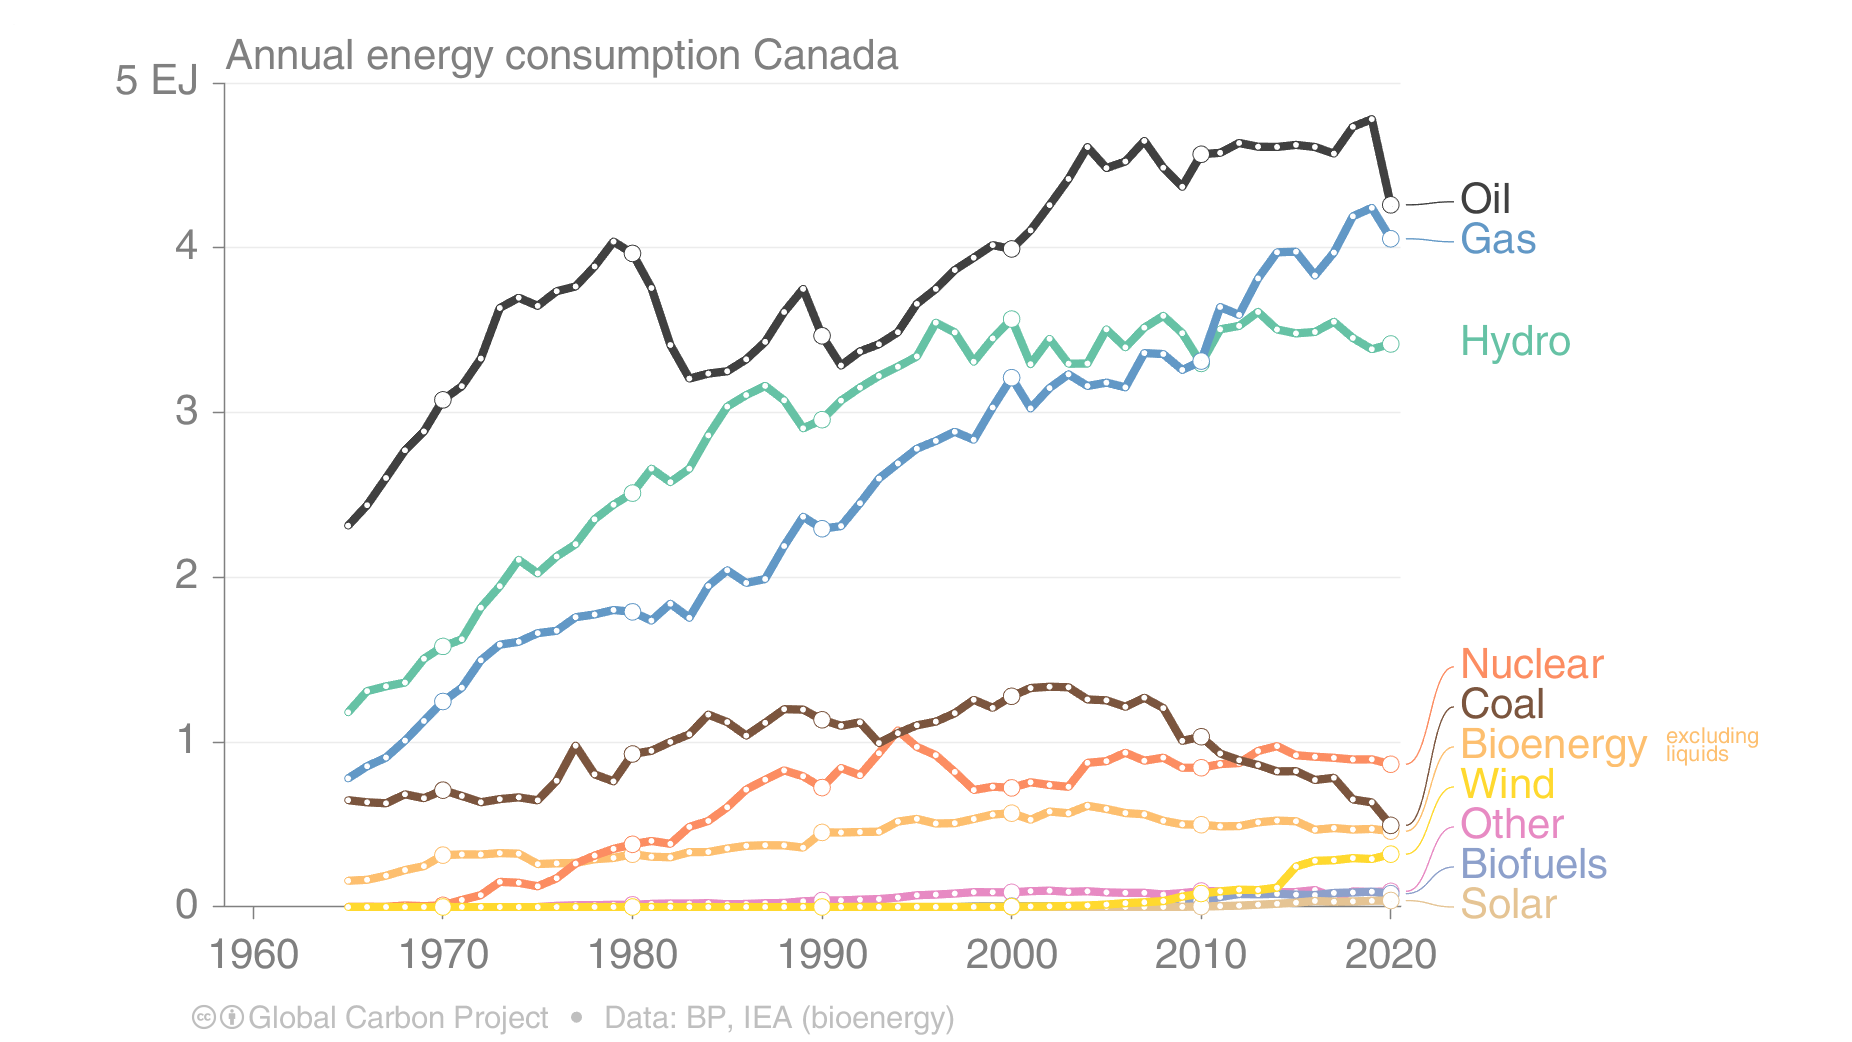 Annual energy consumption Canada
5 EJ
4
3
2
1
0
1960 1970 1980 1990 2000 2010 2020
Oil
Gas
Hydro
Nuclear
Coal
Bioenergy excluding liquids
Wind
Other
Biofuels
Solar
cc Global Carbon Project • Data: BP, IEA (bioenergy)